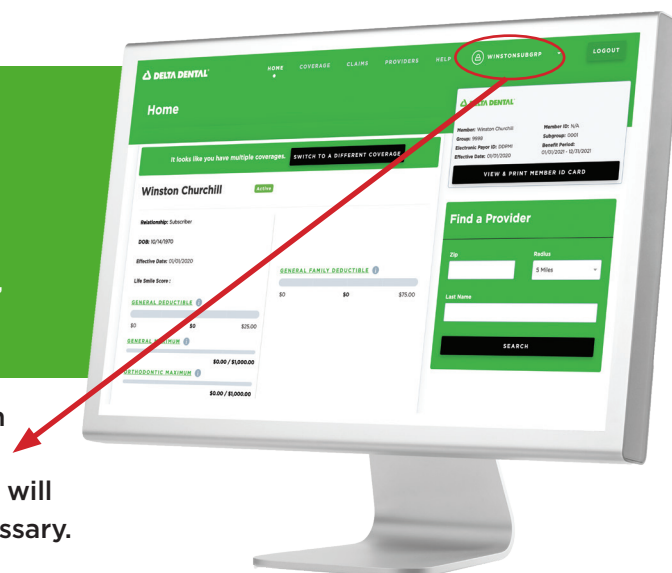 DELTA DENTAL
HOME COVERAGE CLAIMS PROVIDERS HELP WINSTONSUBGRP LOGOUT
Home
It looks like you have multiple coverages. SWITCH TO A DIFFERENT COVERAGE
Winston Churchill Active
Relationship: Subscriber
DOB: 10/14/1970
Effective Date: 01/01/2020
Life Smile Score :
GENERAL DEDUCTIBLE
$0 $0 $25.00
GENERAL MAXIMUM
$0.00 / $1,000.00
ORTHODONTIC MAXIMUM
$0.00 / $1,000.00
GENERAL FAMILY DEDUCTIBLE
$0 $0 $75.00
DELTA DENTAL
Member: Winston Churchill Member ID: N/A
Group: 9998 Subgroup: 0001
Electronic Payor ID: DDPMI Benefit Period:
Effective Date: 01/01/2020 01/01/2021 - 12/31/2021
VIEW & PRINT MEMBER ID CARD
Find a Provider
Zip Radius
5 Miles
Last Name
SEARCH
will